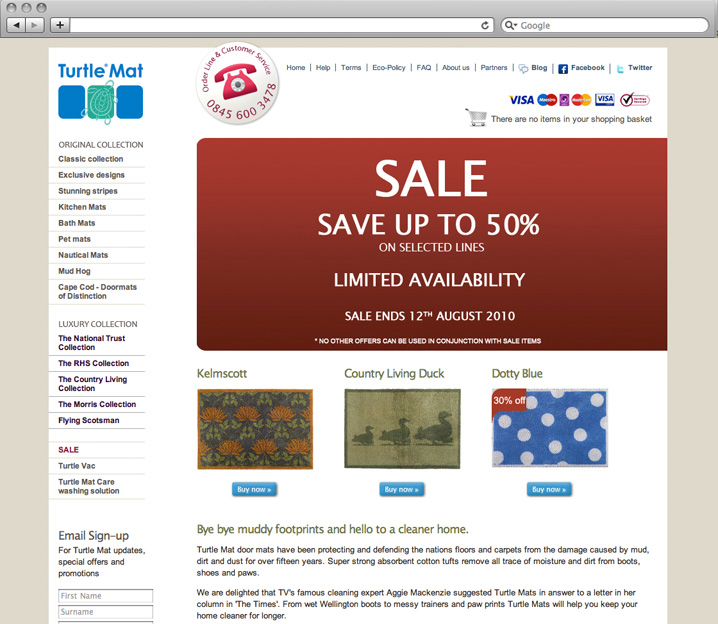 Google
Turtle®Mat
Order Line & Customer Service
0845 600 3478
Home | Help | Terms | Eco-Policy | FAQ | About us | Partners | Blog | Facebook | Twitter
VISA Maestro MasterCard VISA
There are no items in your shopping basket
ORIGINAL COLLECTION
Classic collection
Exclusive designs
Stunning stripes
Kitchen Mats
Bath Mats
Pet mats
Nautical Mats
Mud Hog
Cape Cod - Doormats
of Distinction
LUXURY COLLECTION
The National Trust
Collection
The RHS Collection
The Country Living
Collection
The Morris Collection
Flying Scotsman
SALE
Turtle Vac
Turtle Mat Care
washing solution
Email Sign-up
For Turtle Mat updates,
special offers and
promotions
First Name
Surname
SALE
SAVE UP TO 50%
ON SELECTED LINES
LIMITED AVAILABILITY
SALE ENDS 12TH AUGUST 2010
* NO OTHER OFFERS CAN BE USED IN CONJUNCTION WITH SALE ITEMS
Kelmscott
Country Living Duck
Dotty Blue
30% off
Buy now »
Buy now »
Buy now »
Bye bye muddy footprints and hello to a cleaner home.
Turtle Mat door mats have been protecting and defending the nations floors and carpets from the damage caused by mud,
dirt and dust for over fifteen years. Super strong absorbent cotton tufts remove all trace of moisture and dirt from boots,
shoes and paws.
We are delighted that TV's famous cleaning expert Aggie Mackenzie suggested Turtle Mats in answer to a letter in her
column in 'The Times'. From wet Wellington boots to messy trainers and paw prints Turtle Mats will help you keep your
home cleaner for longer.